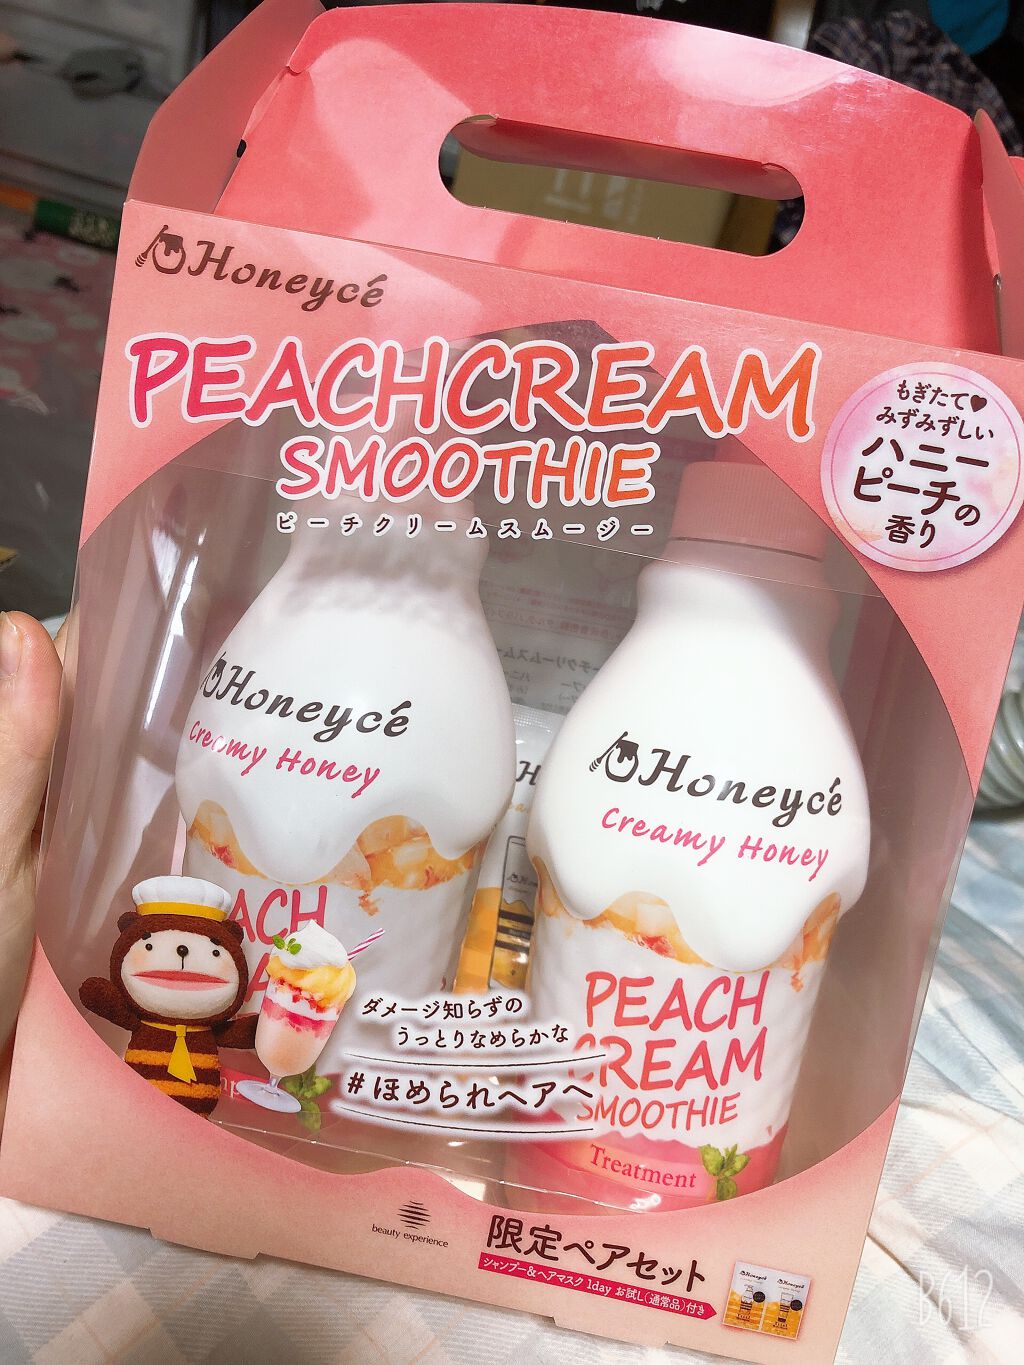 Honeycé
PEACHCREAM
SMOOTHIE
ピーチクリームスムージー
もぎたて♥
みずみずしい
ハニー
ピーチの
香り
Honeycé
Creamy Honey
Honeycé
Creamy Honey
PEACH
CREAM
SMOOTHIE
Treatment
ダメージ知らずの
うっとりなめらかな
#ほめられヘアへ
beauty experience
限定ペアセット
シャンプー&ヘアマスク 1day お試し(通常品)付き
Honeycé
Honeycé
B612